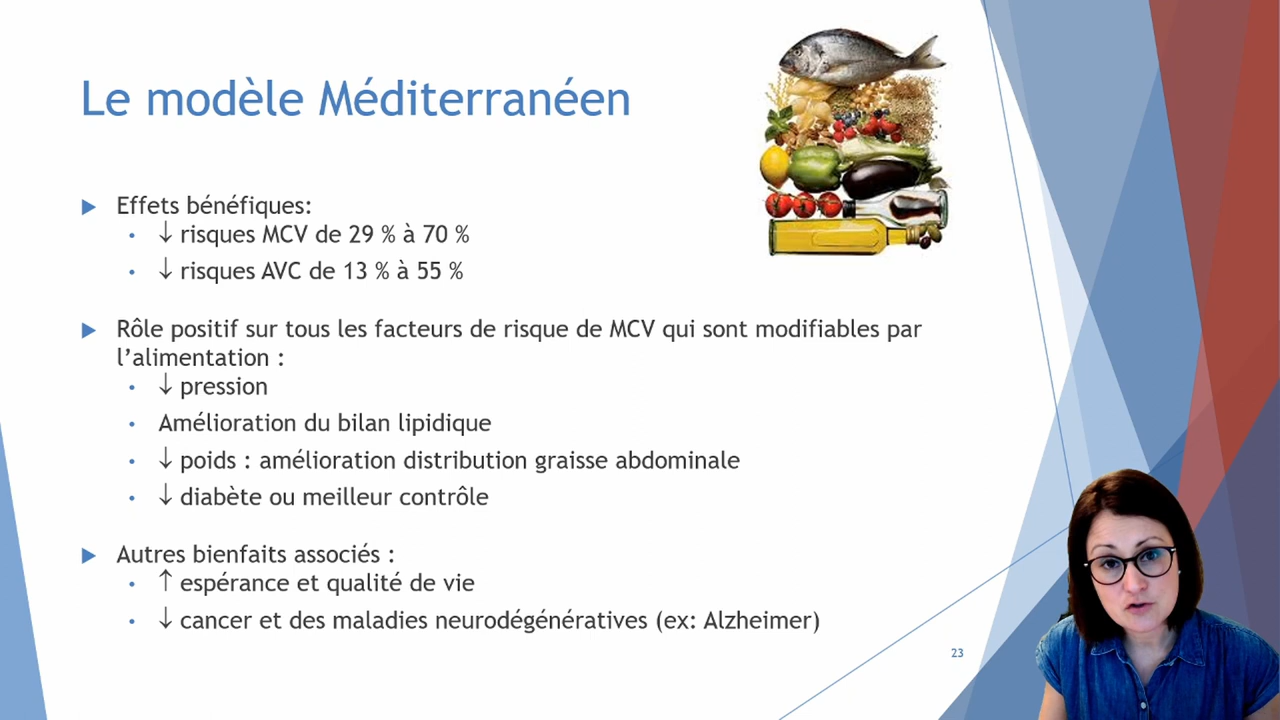 Le modèle Méditerranéen
Effets bénéfiques:
↓ risques MCV de 29 % à 70 %
↓ risques AVC de 13 % à 55 %
Rôle positif sur tous les facteurs de risque de MCV qui sont modifiables par
l’alimentation :
↓ pression
Amélioration du bilan lipidique
↓ poids : amélioration distribution graisse abdominale
↓ diabète ou meilleur contrôle
Autres bienfaits associés :
↑ espérance et qualité de vie
↓ cancer et des maladies neurodégénératives (ex: Alzheimer)
23